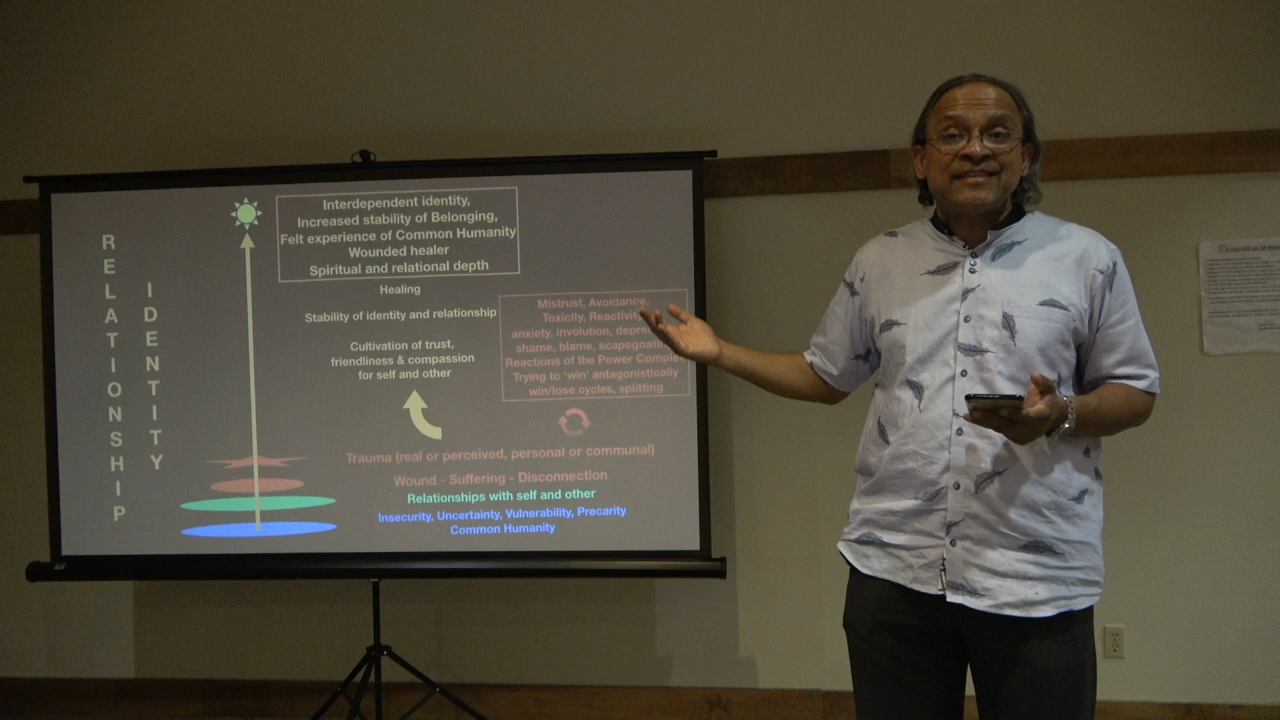 RELATIONSHIP
IDENTITY
Interdependent identity,
Increased stability of Belonging,
Felt experience of Common Humanity
Wounded healer
Spiritual and relational depth
Healing
Stability of identity and relationship
Cultivation of trust,
friendliness & compassion
for self and other
Mistrust, Avoidance,
Toxicity, Reactivity
anxiety, involution,
shame, blame,
Reactions of the Power
Trying to 'win' antagonistically
win/lose cycles, splitting
Trauma (real or perceived, personal or communal)
Wound - Suffering - Disconnection
Relationships with self and other
Insecurity, Uncertainty, Vulnerability, Precarity
Common Humanity